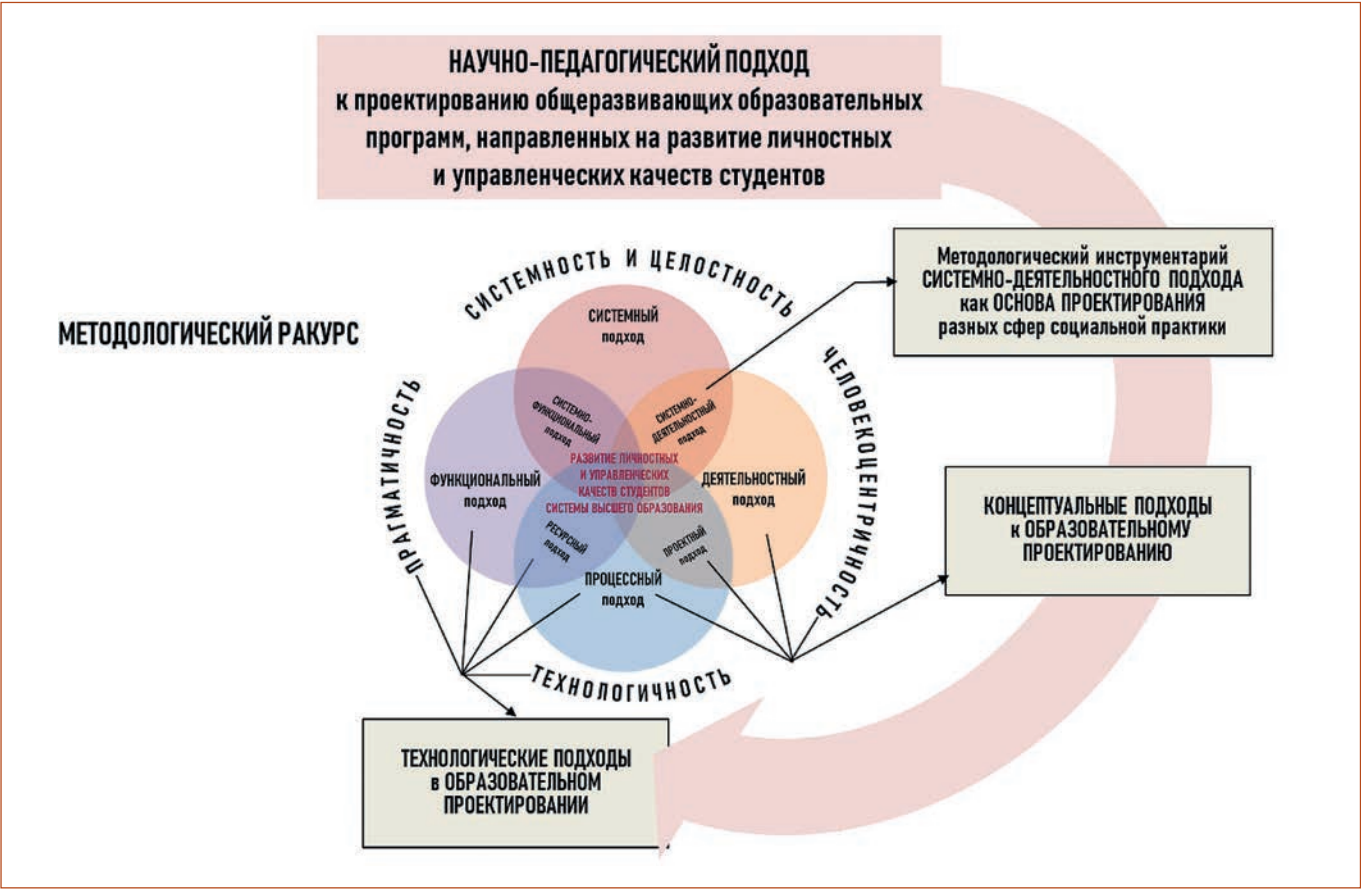 НАУЧНО-ПЕДАГОГИЧЕСКИЙ ПОДХОД
к проектированию общеразвивающих образовательных
программ, направленных на развитие личностных
и управленческих качеств студентов
МЕТОДОЛОГИЧЕСКИЙ РАКУРС
СИСТЕМНОСТЬ И ЦЕЛОСТНОСТЬ
ПРАГМАТИЧНОСТЬ
ЧЕЛОВЕКОЦЕНТРИЧНОСТЬ
ТЕХНОЛОГИЧНОСТЬ
СИСТЕМНЫЙ
подход
СИСТЕМНО-
ФУНКЦИОНАЛЬНЫЙ
подход
СИСТЕМНО-
ДЕЯТЕЛЬНОСТНЫЙ
подход
РАЗВИТИЕ ЛИЧНОСТНЫХ
И УПРАВЛЕНЧЕСКИХ
КАЧЕСТВ СТУДЕНТОВ
СИСТЕМЫ ВЫСШЕГО ОБРАЗОВАНИЯ
ФУНКЦИОНАЛЬНЫЙ
подход
ДЕЯТЕЛЬНОСТНЫЙ
подход
РЕСУРСНЫЙ
подход
ПРОЕКТНЫЙ
подход
ПРОЦЕССНЫЙ
подход
Методологический инструментарий
СИСТЕМНО-ДЕЯТЕЛЬНОСТНОГО ПОДХОДА
как ОСНОВА ПРОЕКТИРОВАНИЯ
разных сфер социальной практики
КОНЦЕПТУАЛЬНЫЕ ПОДХОДЫ
к ОБРАЗОВАТЕЛЬНОМУ
ПРОЕКТИРОВАНИЮ
ТЕХНОЛОГИЧЕСКИЕ ПОДХОДЫ
в ОБРАЗОВАТЕЛЬНОМ
ПРОЕКТИРОВАНИИ